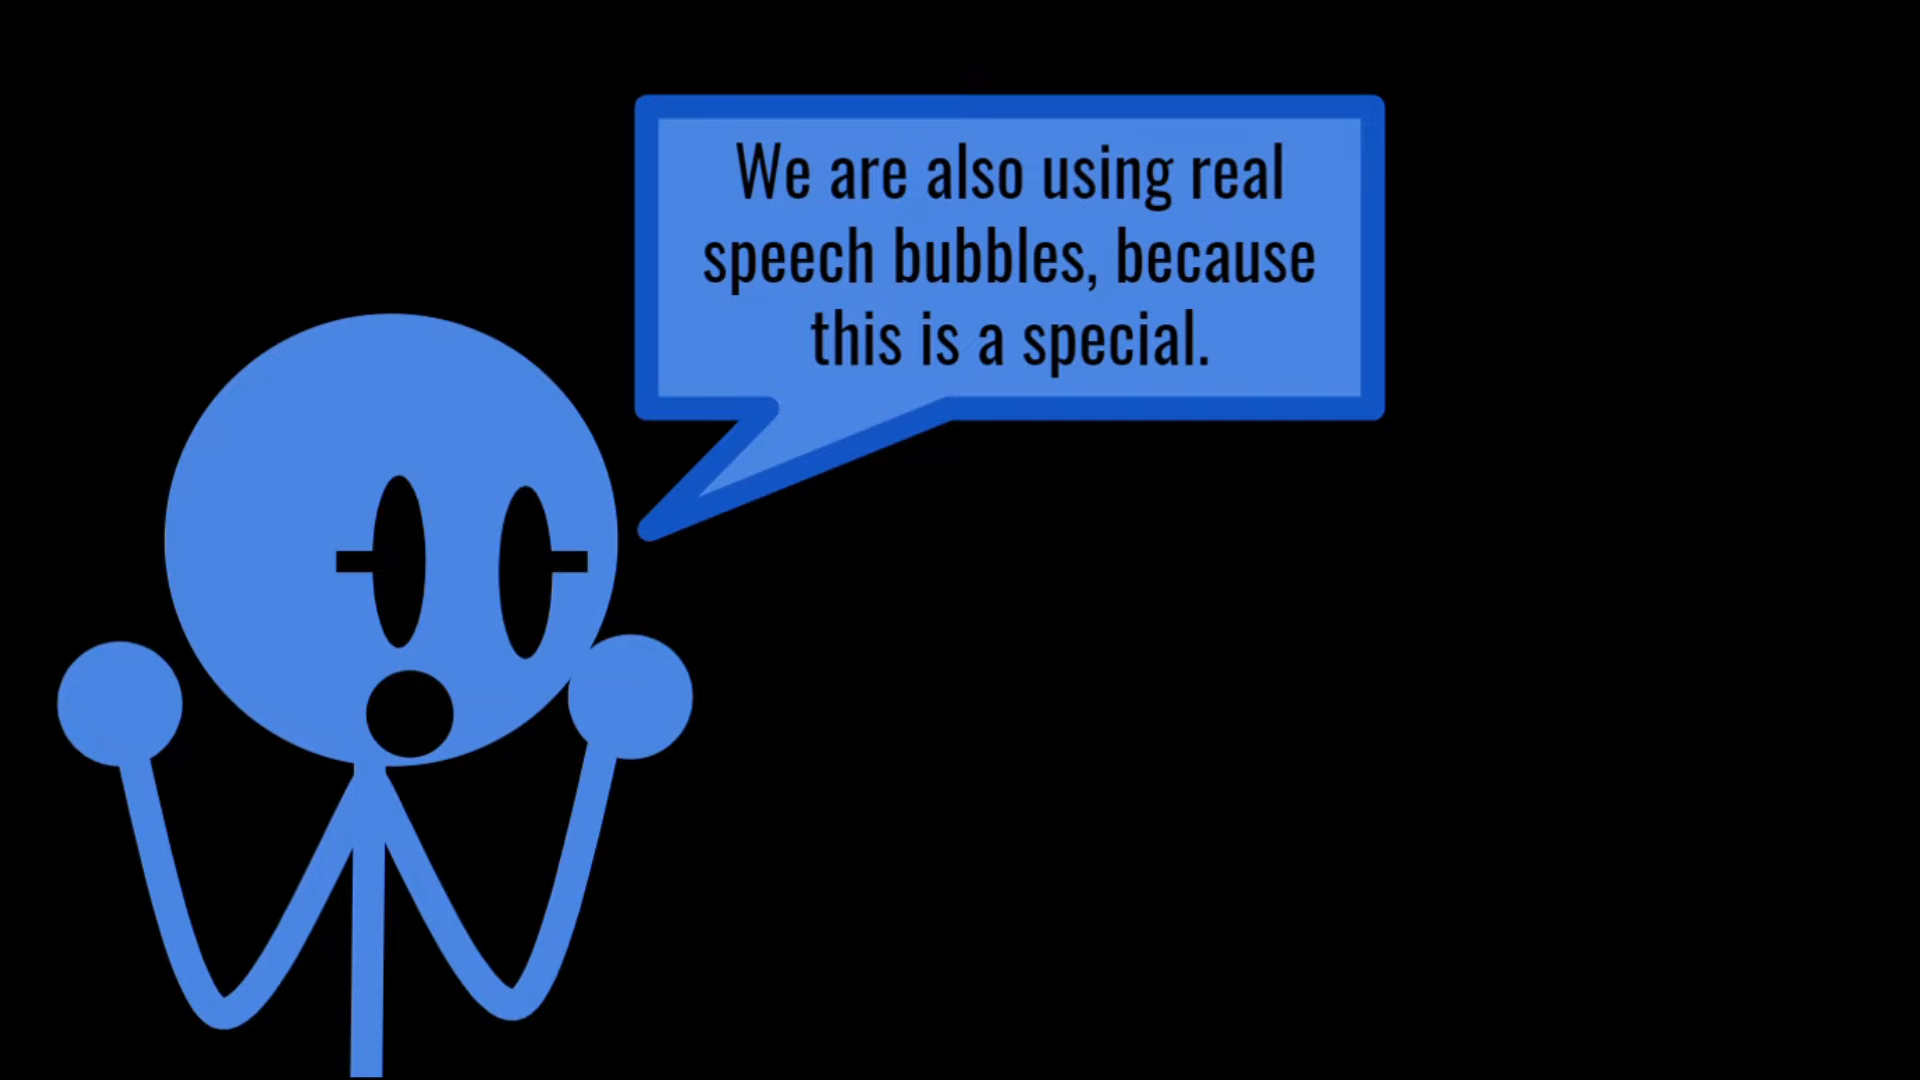 We are also using real
speech bubbles, because
this is a special.